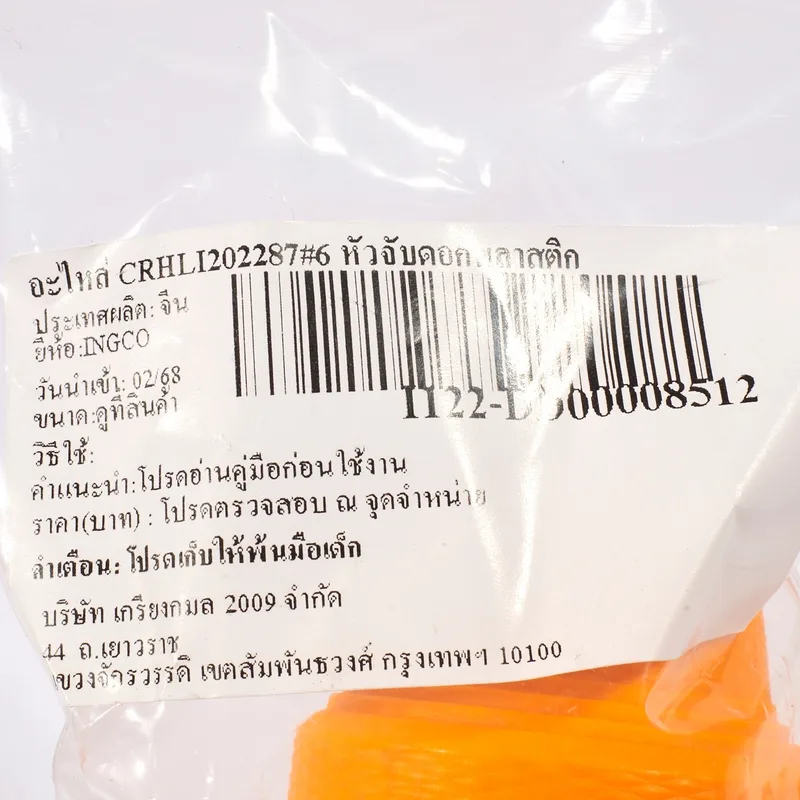 อะไหล่ CRHLI202287#6 หัวจับดอกพลาสติก
ประเทศผลิต: จีน
ยี่ห้อ:INGCO
วันนำเข้า: 02/68
ขนาด:ดูที่สินค้า
วิธีใช้:
คำแนะนำ:โปรดอ่านคู่มือก่อนใช้งาน
ราคา(บาท) : โปรดตรวจสอบ ณ จุดจำหน่าย
คำเตือน: โปรดเก็บให้พ้นมือเด็ก
บริษัท เกรียงกมล 2009 จำกัด
44 ถ.เยาวราช
แขวงจักรวรรดิ เขตสัมพันธวงศ์ กรุงเทพฯ 10100